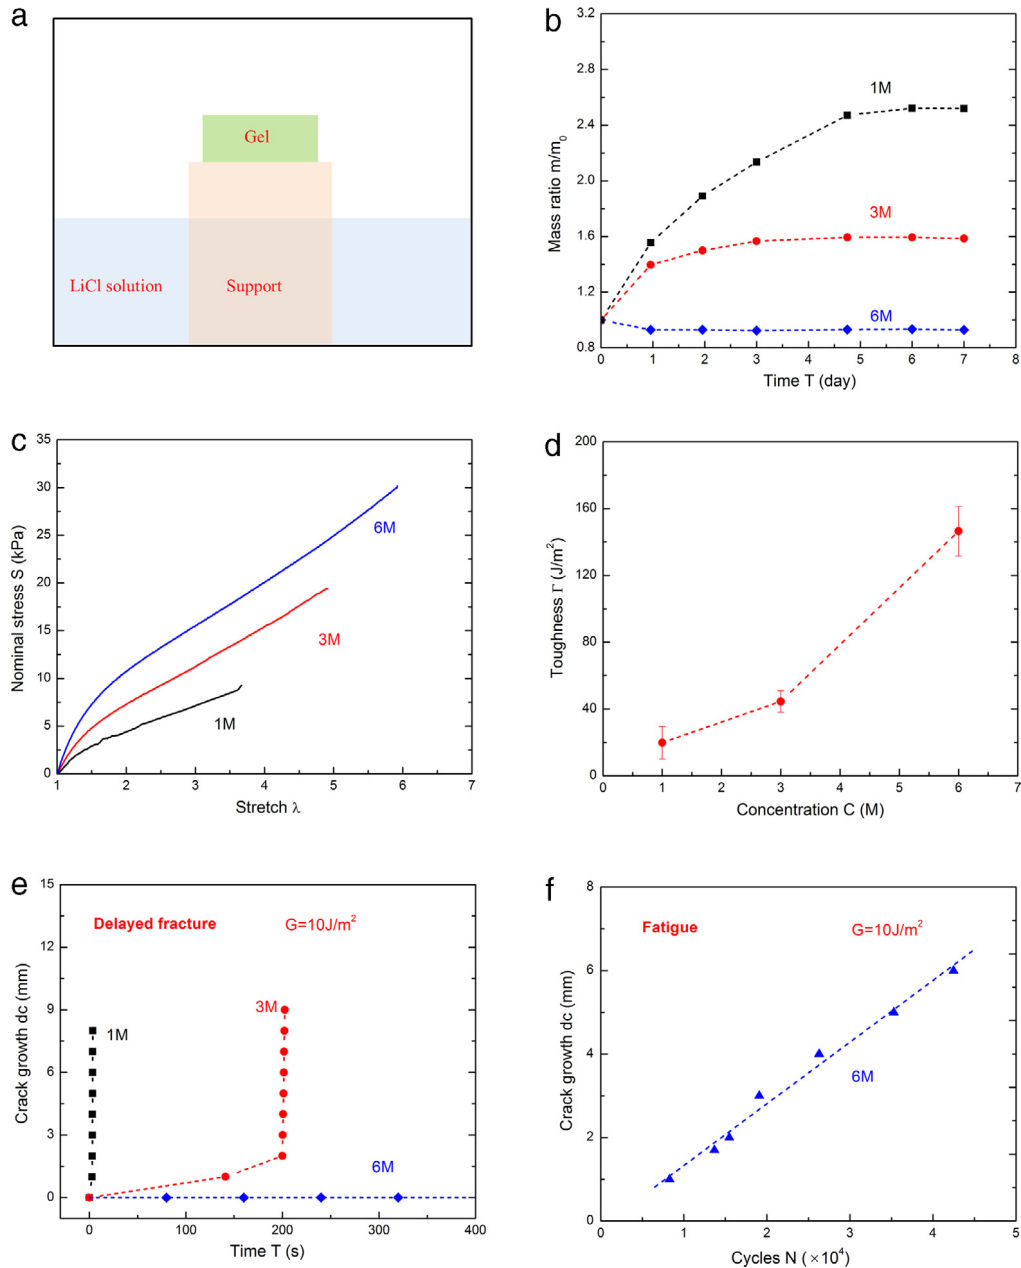 a
Gel
LiCl solution
Support
b
3.2
2.8
2.4
2.0
1.6
1.2
0.8
Mass ratio m/m₀
1M
3M
6M
0 1 2 3 4 5 6 7 8
Time T (day)
c
35
30
25
20
15
10
5
0
Nominal stress S (kPa)
6M
3M
1M
1 2 3 4 5 6 7
Stretch λ
d
200
160
120
80
40
0
Toughness Γ (J/m²)
0 1 2 3 4 5 6 7
Concentration C (M)
e
15
12
9
6
3
0
Crack growth dc (mm)
Delayed fracture G=10J/m²
3M
1M
6M
0 100 200 300 400
Time T (s)
f
8
6
4
2
0
Crack growth dc (mm)
Fatigue G=10J/m²
6M
1 2 3 4 5
Cycles N (×10⁴)